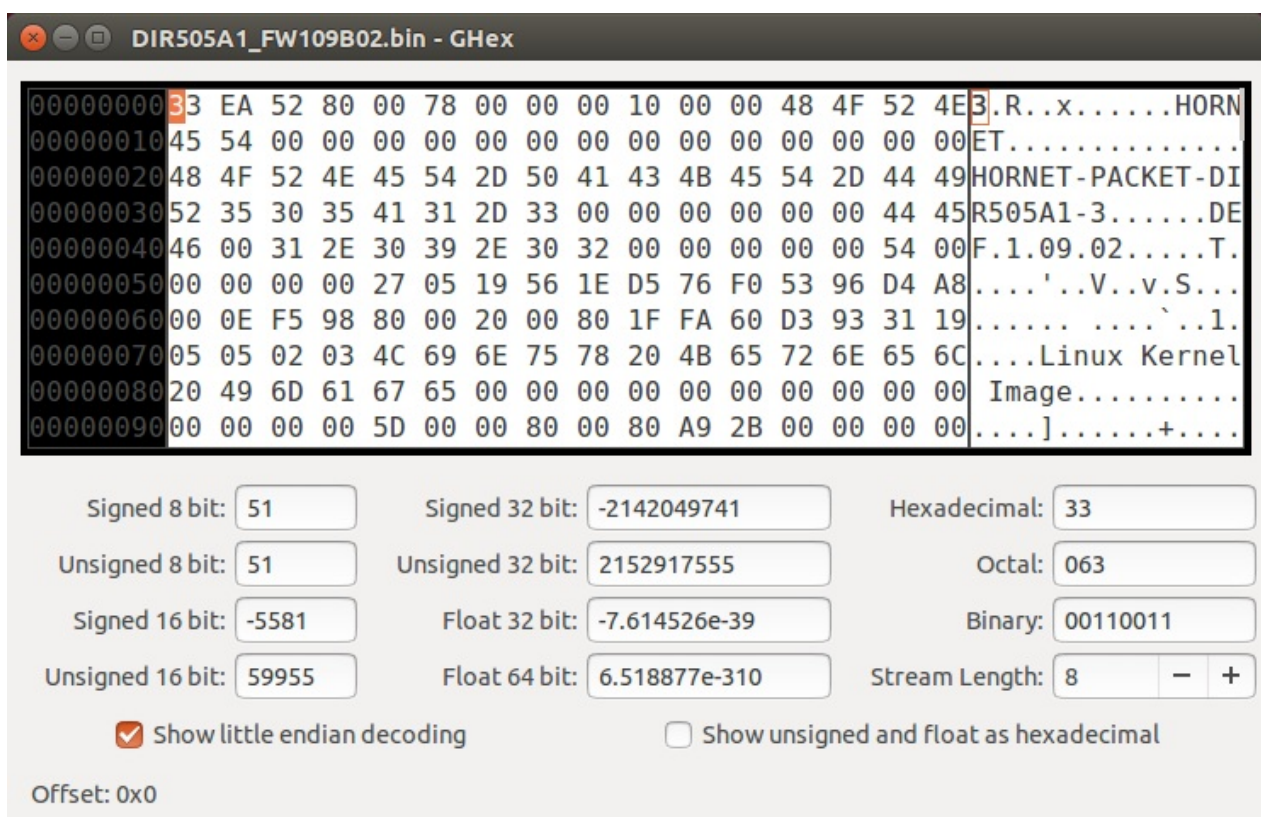 DIR505A1_FW109B02.bin - GHex
00000000 33 EA 52 80 00 78 00 00 00 10 00 00 48 4F 52 4E 3.R..x......HORN
00000010 45 54 00 00 00 00 00 00 00 00 00 00 00 00 00 00 ET..............
00000020 48 4F 52 4E 45 54 2D 50 41 43 4B 45 54 2D 44 49 HORNET-PACKET-DI
00000030 52 35 30 35 41 31 2D 33 00 00 00 00 00 00 44 45 R505A1-3......DE
00000040 46 00 31 2E 30 39 2E 30 32 00 00 00 00 00 54 00 F.1.09.02.....T.
00000050 00 00 00 00 27 05 19 56 1E D5 76 F0 53 96 D4 A8 ....'..V..v.S...
00000060 00 0E F5 98 80 00 20 00 80 1F FA 60 D3 93 31 19 ...... ....`..1.
00000070 05 05 02 03 4C 69 6E 75 78 20 4B 65 72 6E 65 6C ....Linux Kernel
00000080 20 49 6D 61 67 65 00 00 00 00 00 00 00 00 00 00  Image..........
00000090 00 00 00 00 5D 00 00 80 00 80 A9 2B 00 00 00 00 ....]......+....
Signed 8 bit: 51 Signed 32 bit: -2142049741 Hexadecimal: 33
Unsigned 8 bit: 51 Unsigned 32 bit: 2152917555 Octal: 063
Signed 16 bit: -5581 Float 32 bit: -7.614526e-39 Binary: 00110011
Unsigned 16 bit: 59955 Float 64 bit: 6.518877e-310 Stream Length: 8 − +
Show little endian decoding Show unsigned and float as hexadecimal
Offset: 0x0